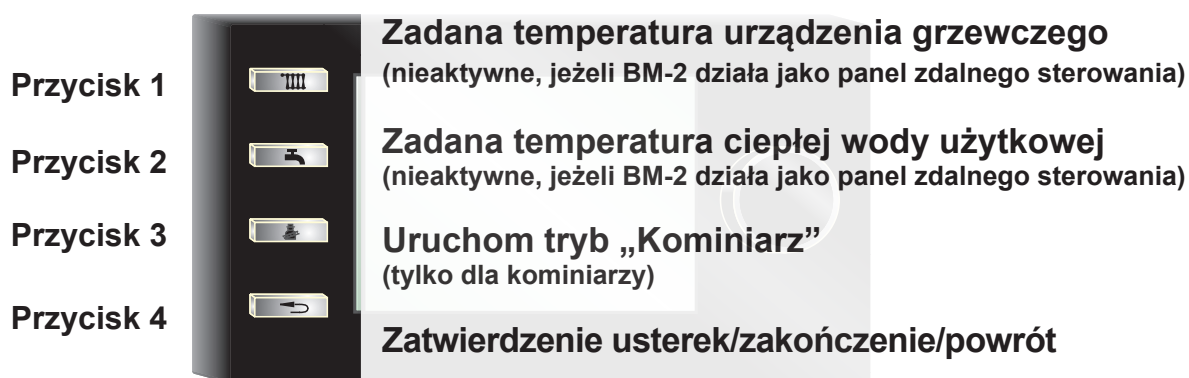 Zadana temperatura urządzenia grzewczego
Przycisk 1
(nieaktywne, jeżeli BM-2 działa jako panel zdalnego sterowania)
Zadana temperatura ciepłej wody użytkowej
Przycisk 2
(nieaktywne, jeżeli BM-2 działa jako panel zdalnego sterowania)
Przycisk 3
Uruchom tryb „Kominiarz”
(tylko dla kominiarzy)
Przycisk 4
Zatwierdzenie usterek/zakończenie/powrót